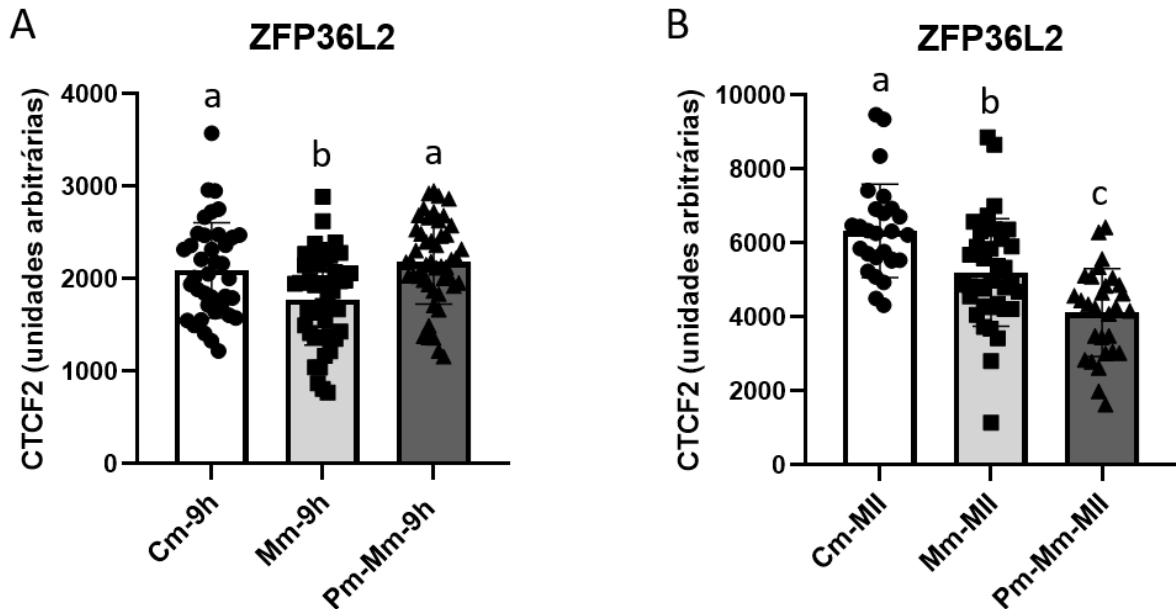 A
ZFP36L2
CTCF2 (unidades arbitrárias)
4000
3000
2000
1000
0
a
b
a
Cm-9h
Mm-9h
Pm-Mm-9h
B
ZFP36L2
CTCF2 (unidades arbitrárias)
10000
8000
6000
4000
2000
0
a
b
c
Cm-MII
Mm-MII
Pm-Mm-MII